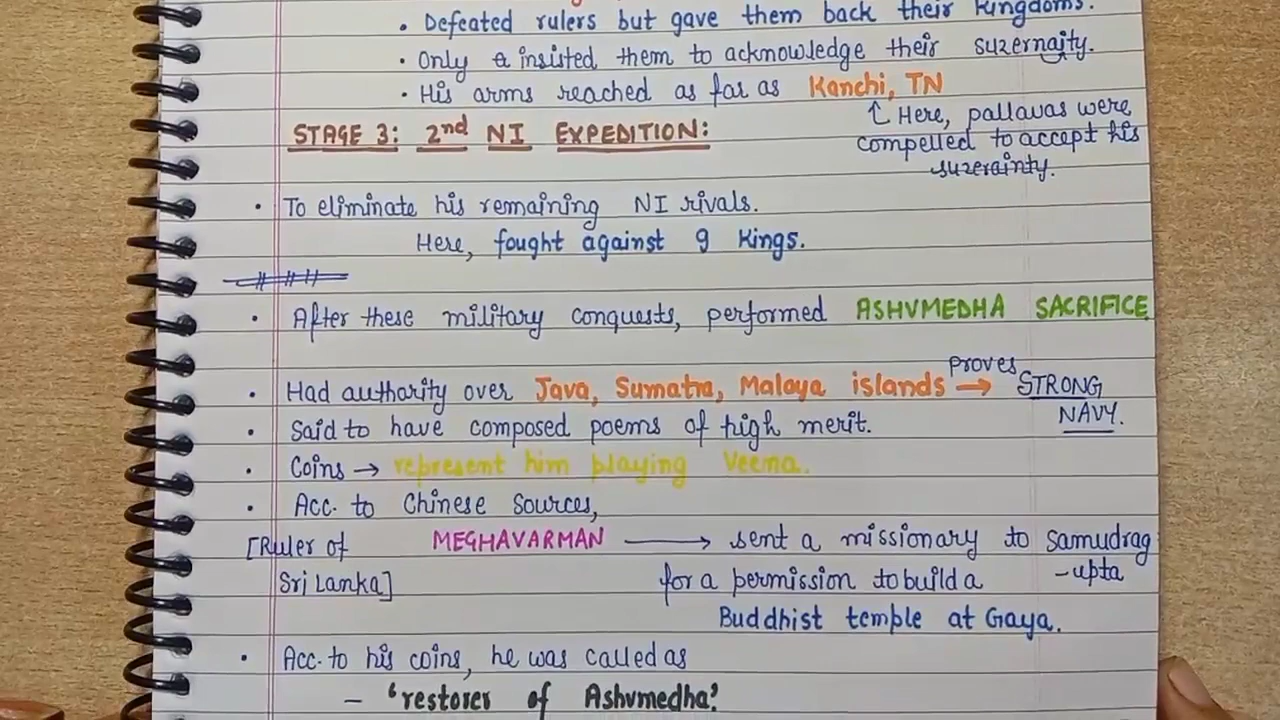 • Defeated rulers but gave them back their kingdoms.
• Only insisted them to acknowledge their suzernaity.
• His arms reached as far as Kanchi, TN
↑ Here, pallavas were
compelled to accept his
suzerainty.
STAGE 3: 2nd NI EXPEDITION:
• To eliminate his remaining NI rivals.
Here, fought against 9 Kings.
• After these military conquests, performed ASHVMEDHA SACRIFICE
• Had authority over Java, Sumatra, Malaya islands → proves STRONG
NAVY.
• Said to have composed poems of high merit.
• Coins → represent him playing Veena.
• Acc. to Chinese Sources,
[Ruler of MEGHAVARMAN → sent a missionary to Samudrag
Sri Lanka] for a permission to build a -upta
Buddhist temple at Gaya.
• Acc. to his coins, he was called as
– 'restorer of Ashvmedha'.